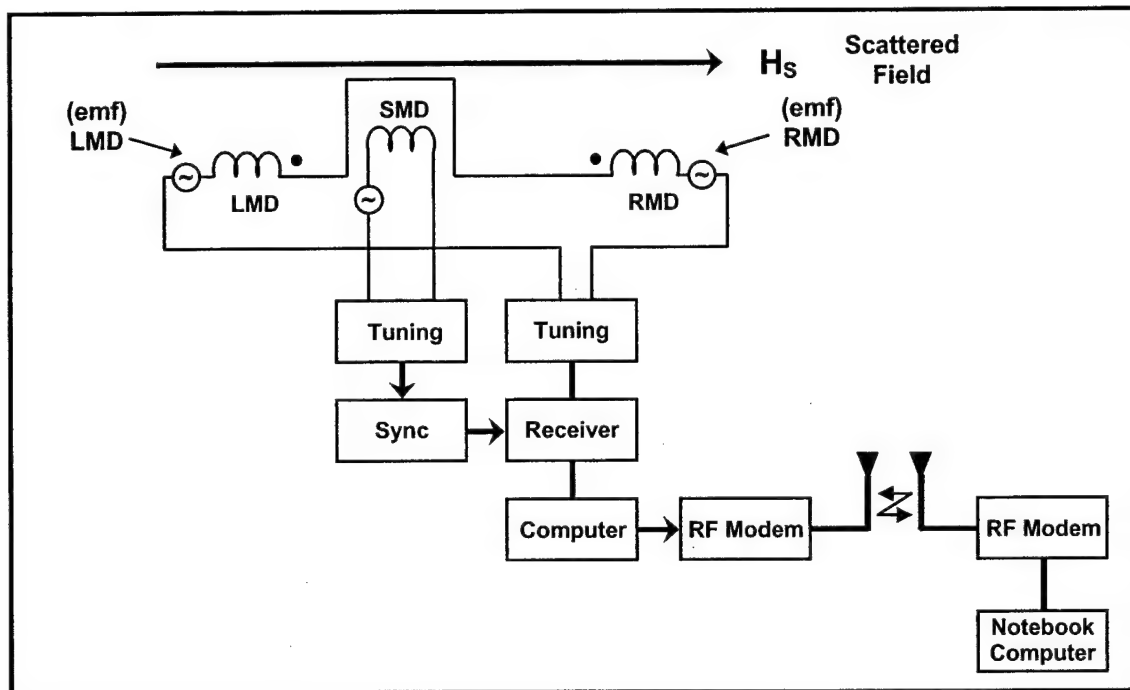 Hs
Scattered
Field
(emf)
LMD
SMD
(emf)
RMD
~
~
~
LMD
RMD
Tuning
Tuning
Sync
Receiver
Computer
RF Modem
RF Modem
Notebook
Computer